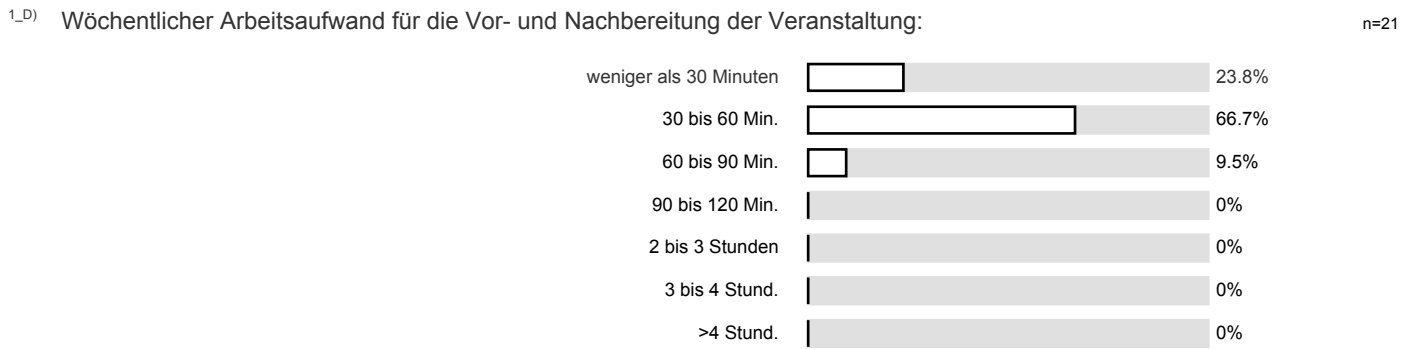 1_D) Wöchentlicher Arbeitsaufwand für die Vor- und Nachbereitung der Veranstaltung: n=21
weniger als 30 Minuten 23.8%
30 bis 60 Min. 66.7%
60 bis 90 Min. 9.5%
90 bis 120 Min. 0%
2 bis 3 Stunden 0%
3 bis 4 Stund. 0%
>4 Stund. 0%